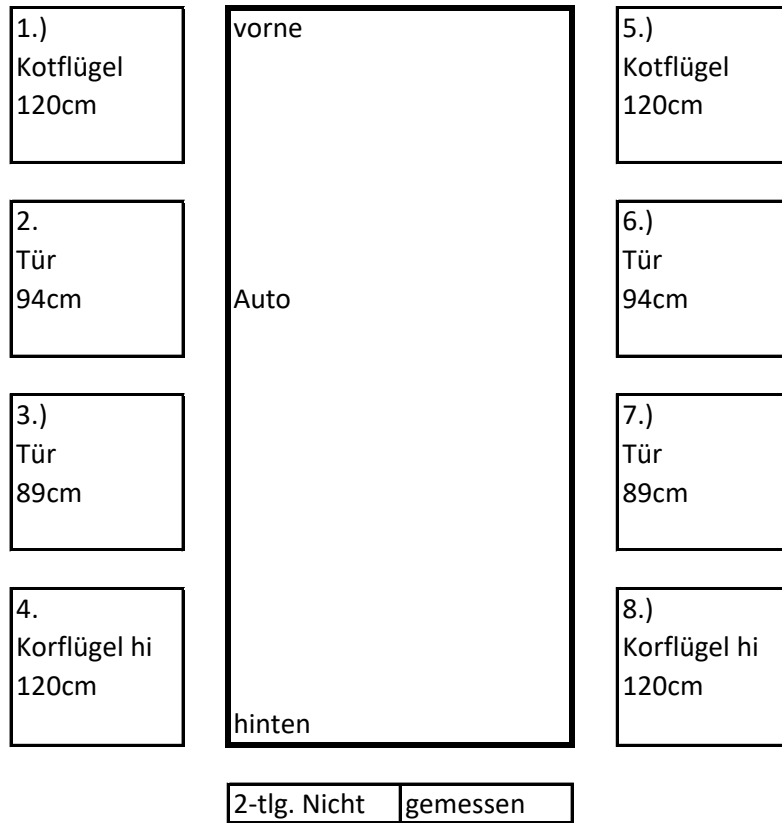 1.)
Kotflügel
120cm
2.
Tür
94cm
3.)
Tür
89cm
4.
Korflügel hi
120cm
vorne
Auto
hinten
5.)
Kotflügel
120cm
6.)
Tür
94cm
7.)
Tür
89cm
8.)
Korflügel hi
120cm
2-tlg. Nicht gemessen